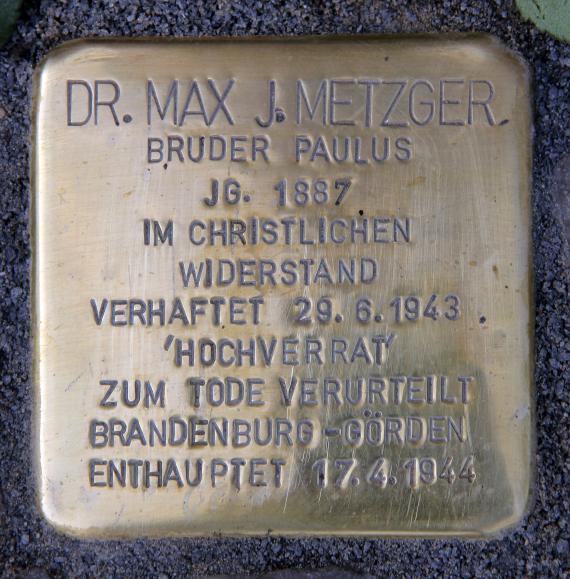 DR. MAX J. METZGER
BRUDER PAULUS
JG. 1887
IM CHRISTLICHEN
WIDERSTAND
VERHAFTET 29.6.1943
'HOCHVERRAT'
ZUM TODE VERURTEILT
BRANDENBURG-GÖRDEN
ENTHAUPTET 17.4.1944